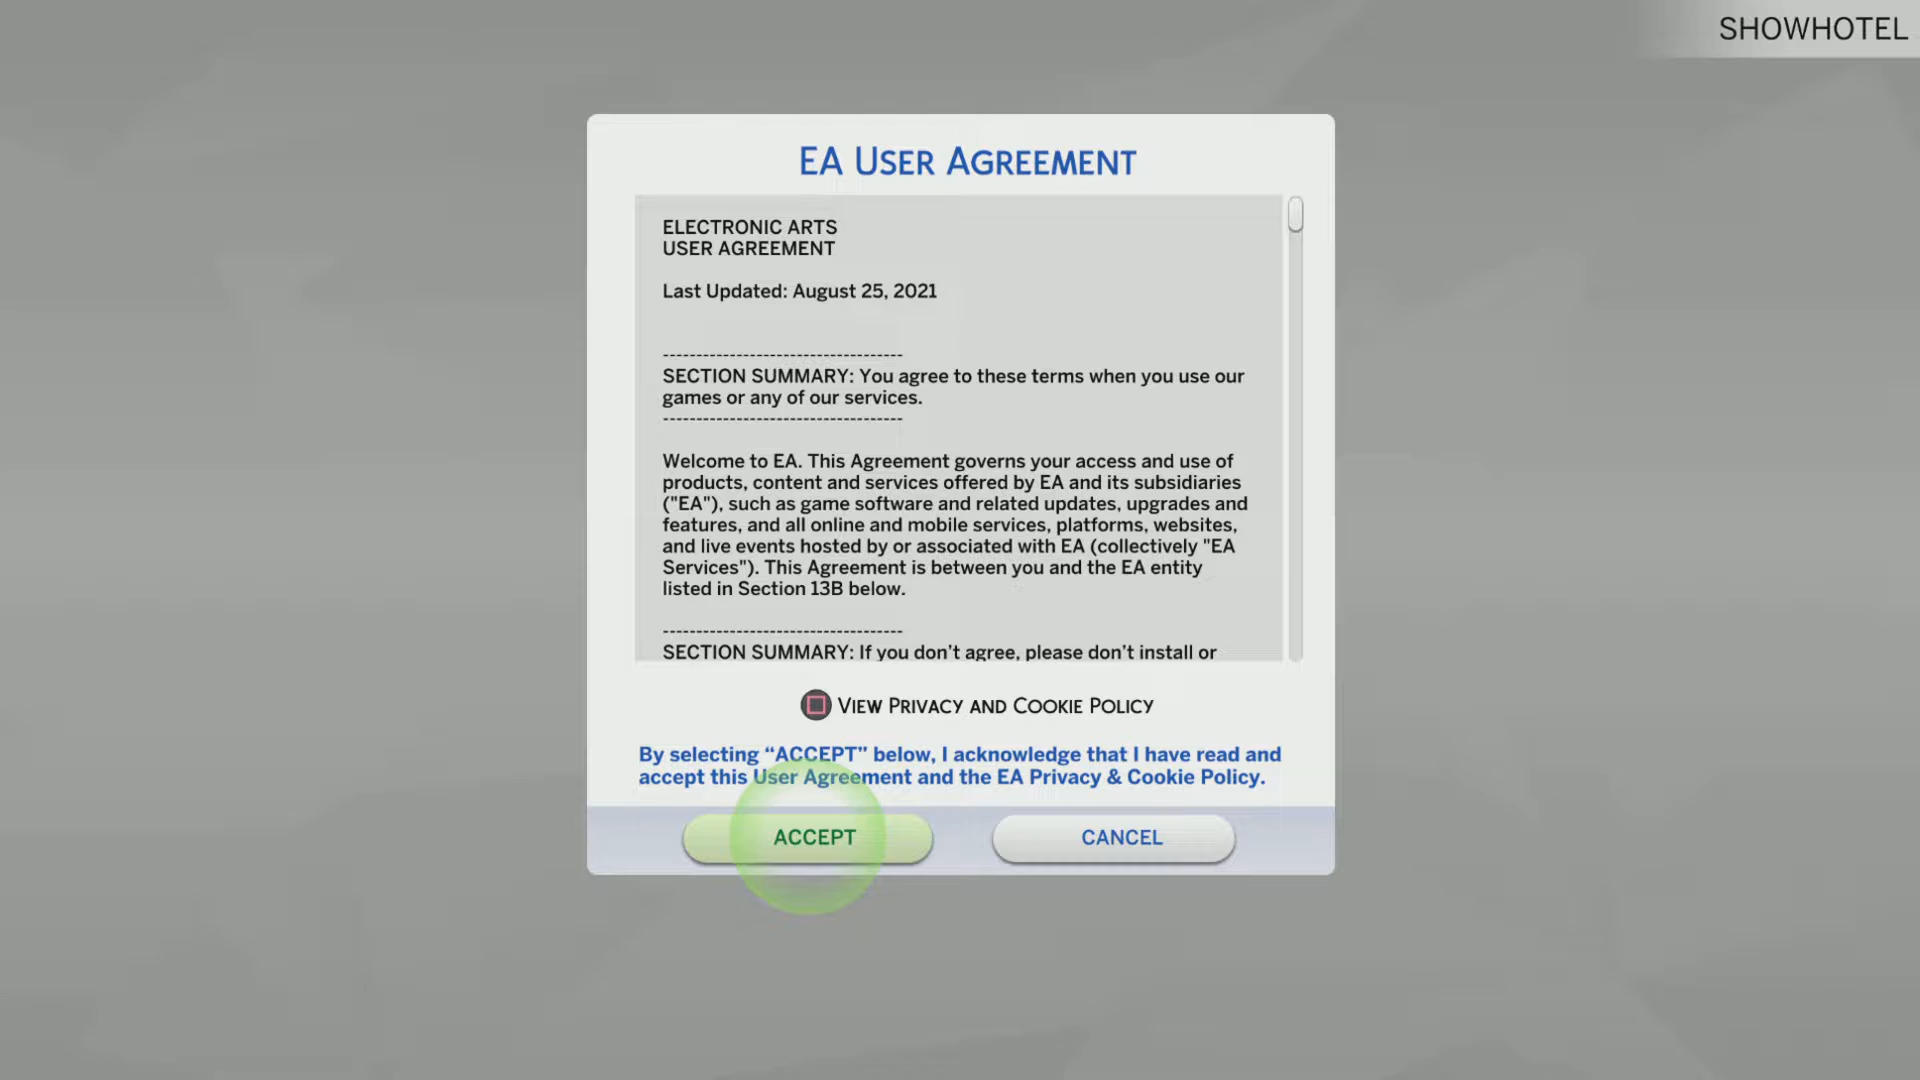 SHOWHOTEL
EA USER AGREEMENT
ELECTRONIC ARTS
USER AGREEMENT
Last Updated: August 25, 2021
------------------------------------
SECTION SUMMARY: You agree to these terms when you use our
games or any of our services.
------------------------------------
Welcome to EA. This Agreement governs your access and use of
products, content and services offered by EA and its subsidiaries
("EA"), such as game software and related updates, upgrades and
features, and all online and mobile services, platforms, websites,
and live events hosted by or associated with EA (collectively "EA
Services"). This Agreement is between you and the EA entity
listed in Section 13B below.
------------------------------------
SECTION SUMMARY: If you don’t agree, please don’t install or
VIEW PRIVACY AND COOKIE POLICY
By selecting “ACCEPT” below, I acknowledge that I have read and
accept this User Agreement and the EA Privacy & Cookie Policy.
ACCEPT
CANCEL